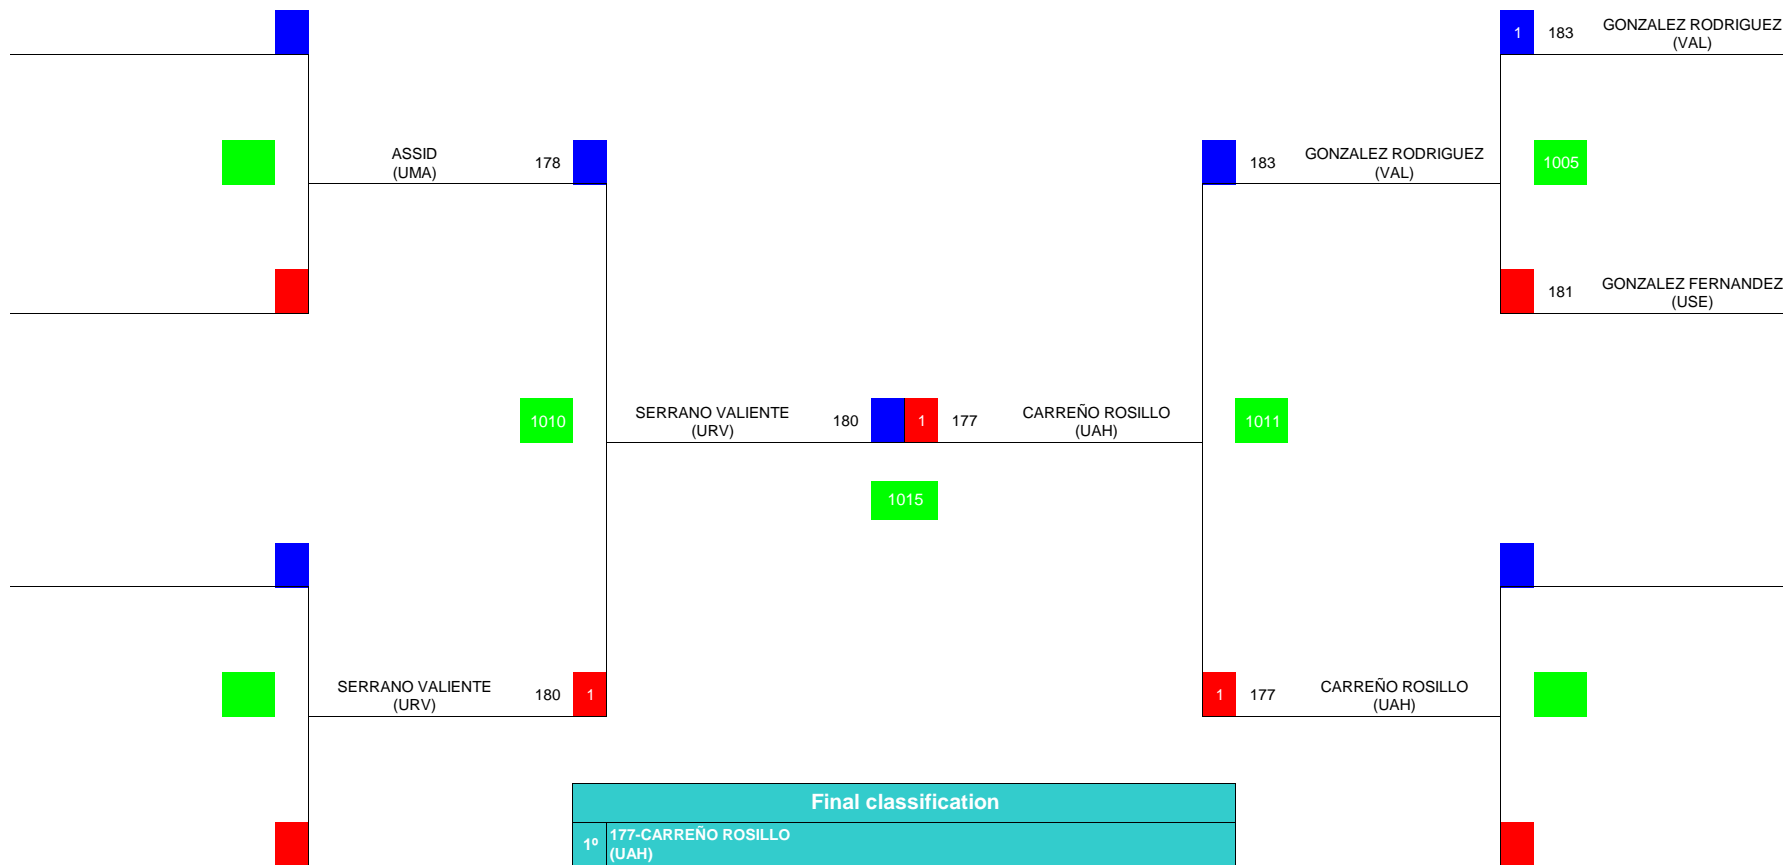 1 183 GONZALEZ RODRIGUEZ
(VAL)
ASSID
(UMA)
178
183 GONZALEZ RODRIGUEZ
(VAL)
1005
181 GONZALEZ FERNANDEZ
(USE)
1010
SERRANO VALIENTE
(URV)
180
1 177
CARREÑO ROSILLO
(UAH)
1011
1015
SERRANO VALIENTE
(URV)
180 1
1 177
CARREÑO ROSILLO
(UAH)
Final classification
1º
177-CARREÑO ROSILLO
(UAH)